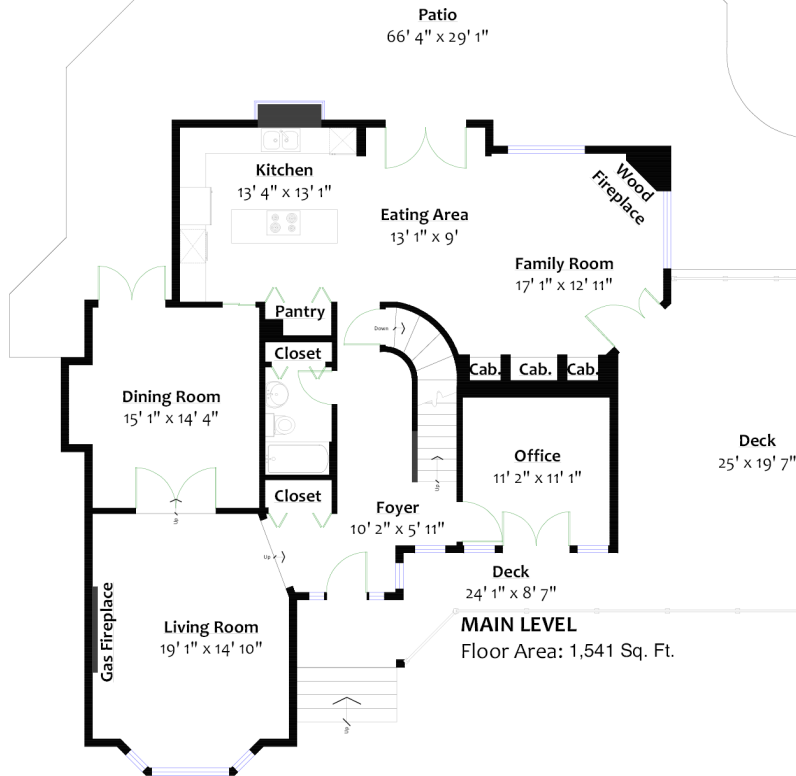 Patio
66' 4" x 29' 1"
Kitchen
13' 4" x 13' 1"
Eating Area
13' 1" x 9'
Wood
Fireplace
Family Room
17' 1" x 12' 11"
Pantry
Down
Closet
Cab.
Cab.
Cab.
Dining Room
15' 1" x 14' 4"
Office
11' 2" x 11' 1"
Deck
25' x 19' 7"
Up
Closet
Foyer
10' 2" x 5' 11"
Up
Up
Deck
24' 1" x 8' 7"
Gas Fireplace
Living Room
19' 1" x 14' 10"
MAIN LEVEL
Floor Area: 1,541 Sq. Ft.
Up